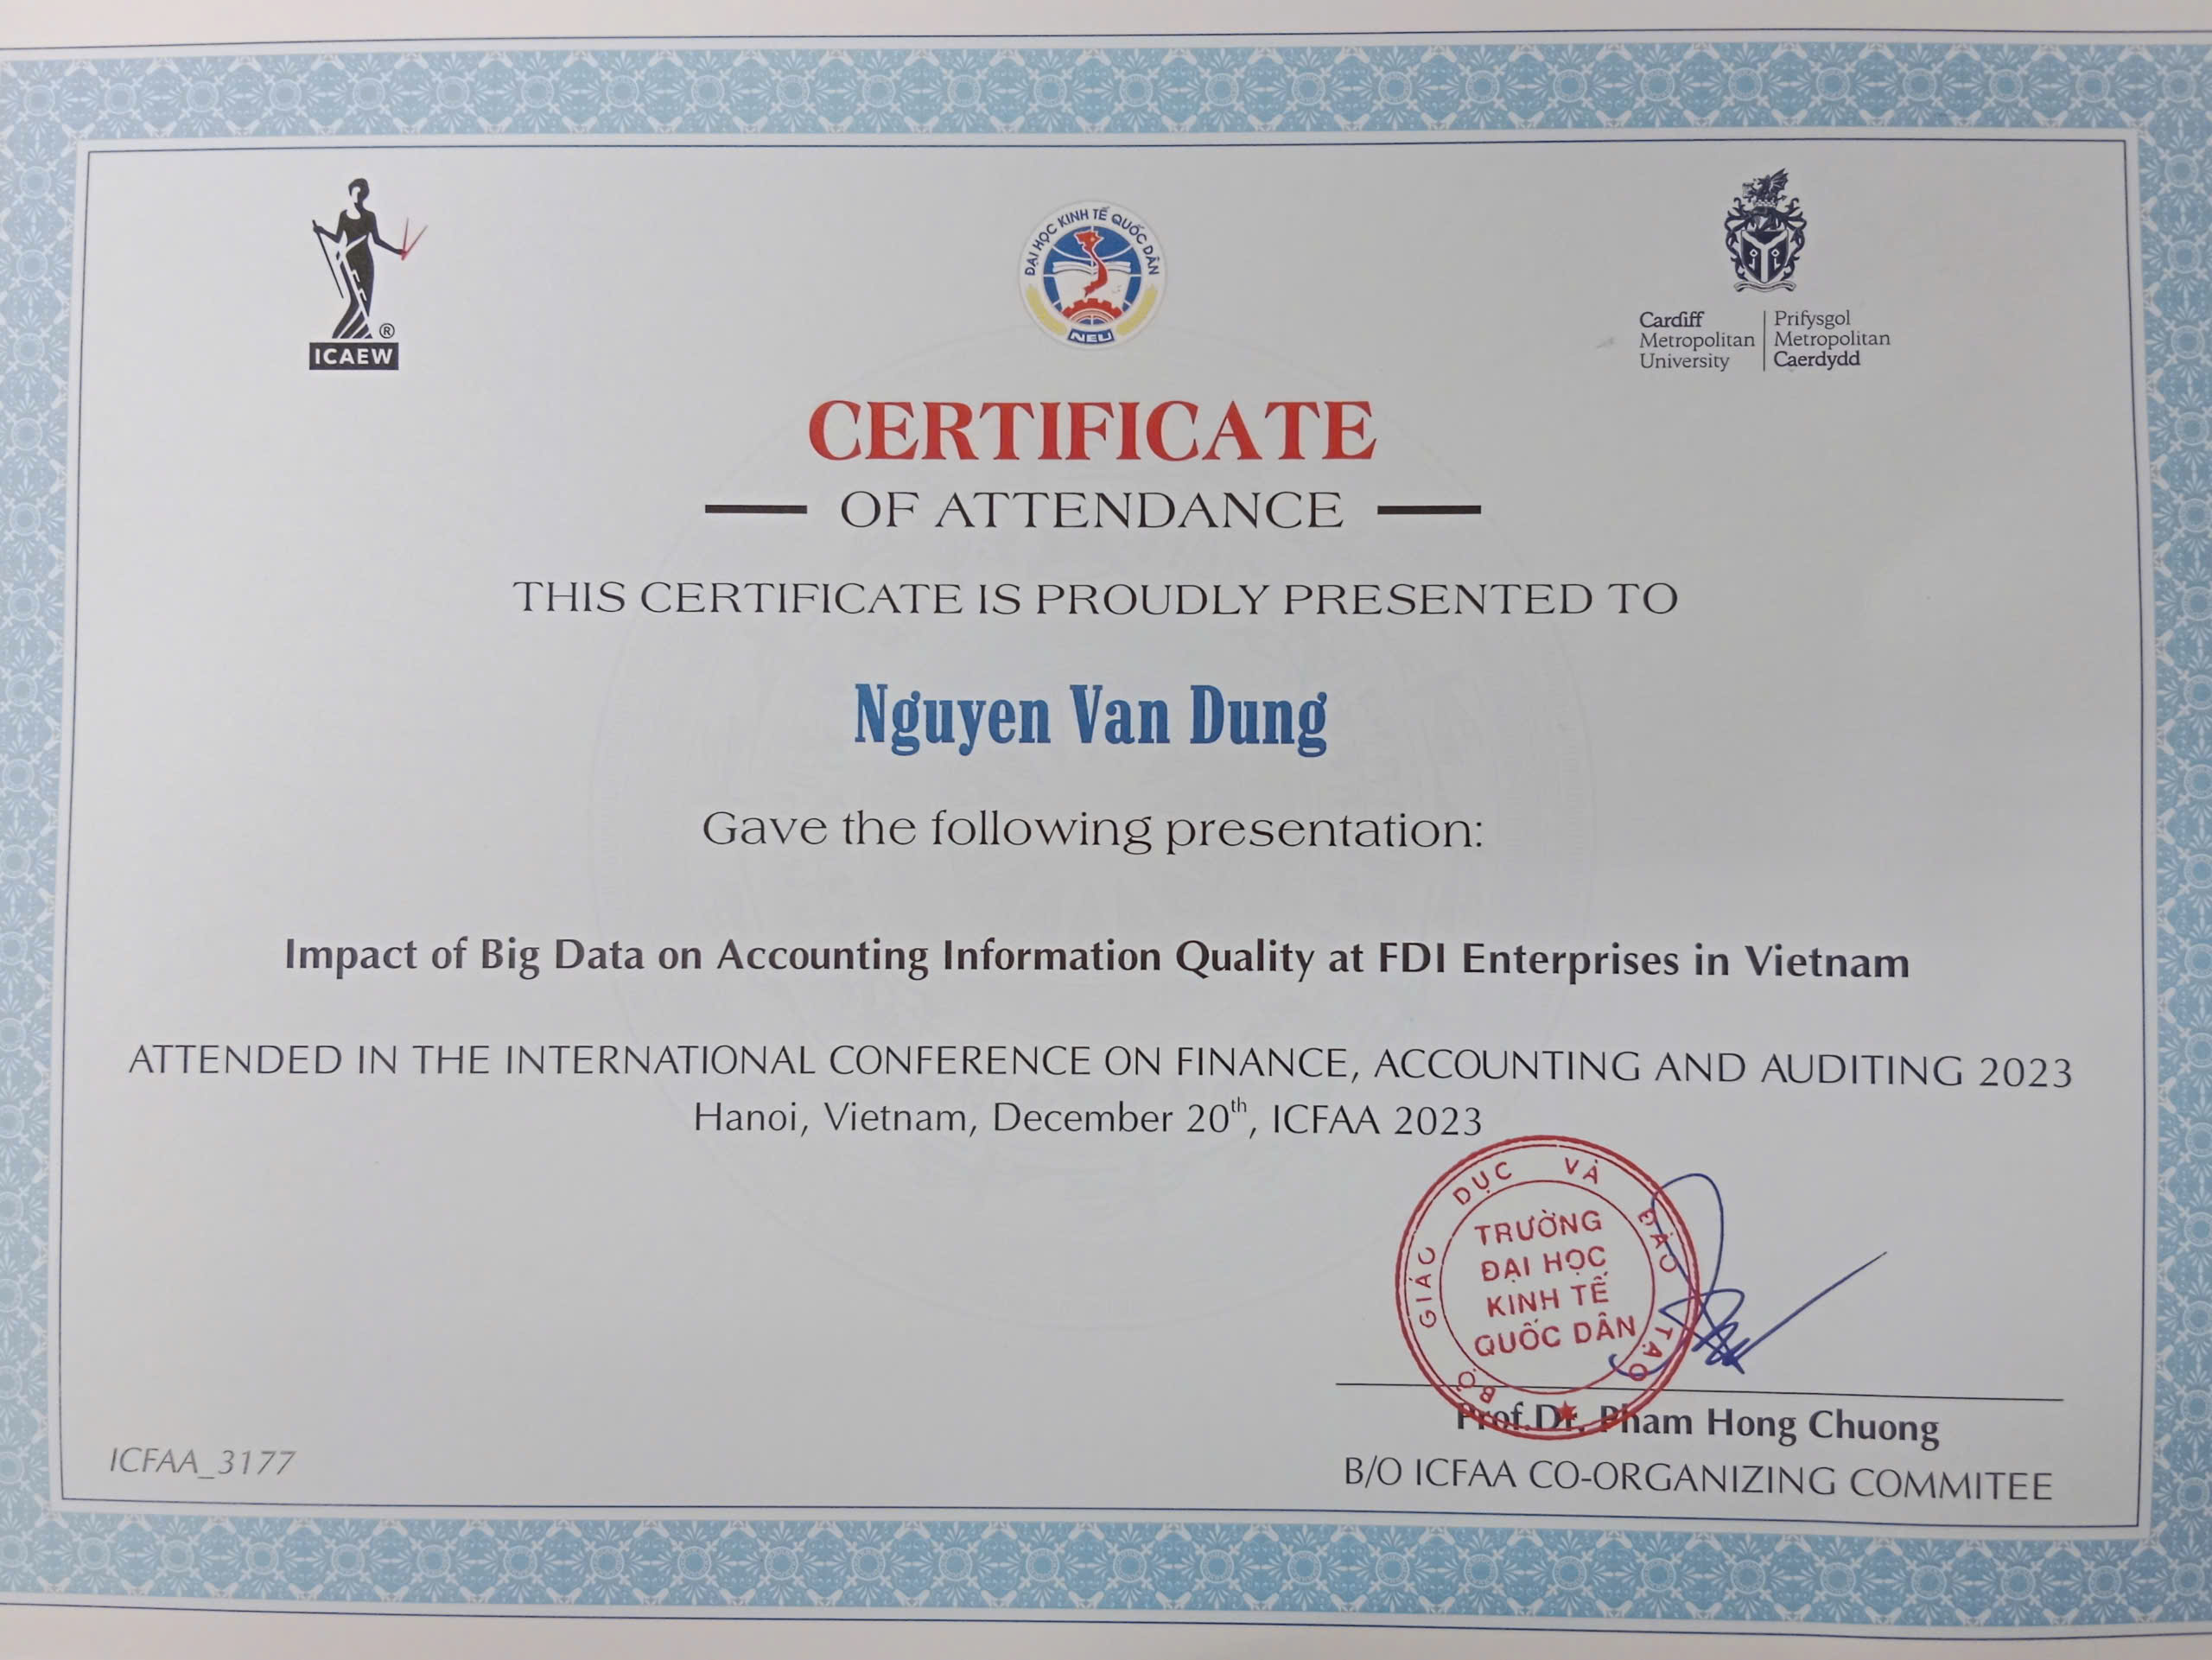 ICAEW
®
ĐẠI HỌC KINH TẾ QUỐC DÂN
NEU
Cardiff
Metropolitan
University
Prifysgol
Metropolitan
Caerdydd
CERTIFICATE
OF ATTENDANCE
THIS CERTIFICATE IS PROUDLY PRESENTED TO
Nguyen Van Dung
Gave the following presentation:
Impact of Big Data on Accounting Information Quality at FDI Enterprises in Vietnam
ATTENDED IN THE INTERNATIONAL CONFERENCE ON FINANCE, ACCOUNTING AND AUDITING 2023
Hanoi, Vietnam, December 20th, ICFAA 2023
BỘ GIÁO DỤC VÀ ĐÀO TẠO
TRƯỜNG
ĐẠI HỌC
KINH TẾ
QUỐC DÂN
Prof.Dr. Pham Hong Chuong
B/O ICFAA CO-ORGANIZING COMMITEE
ICFAA_3177